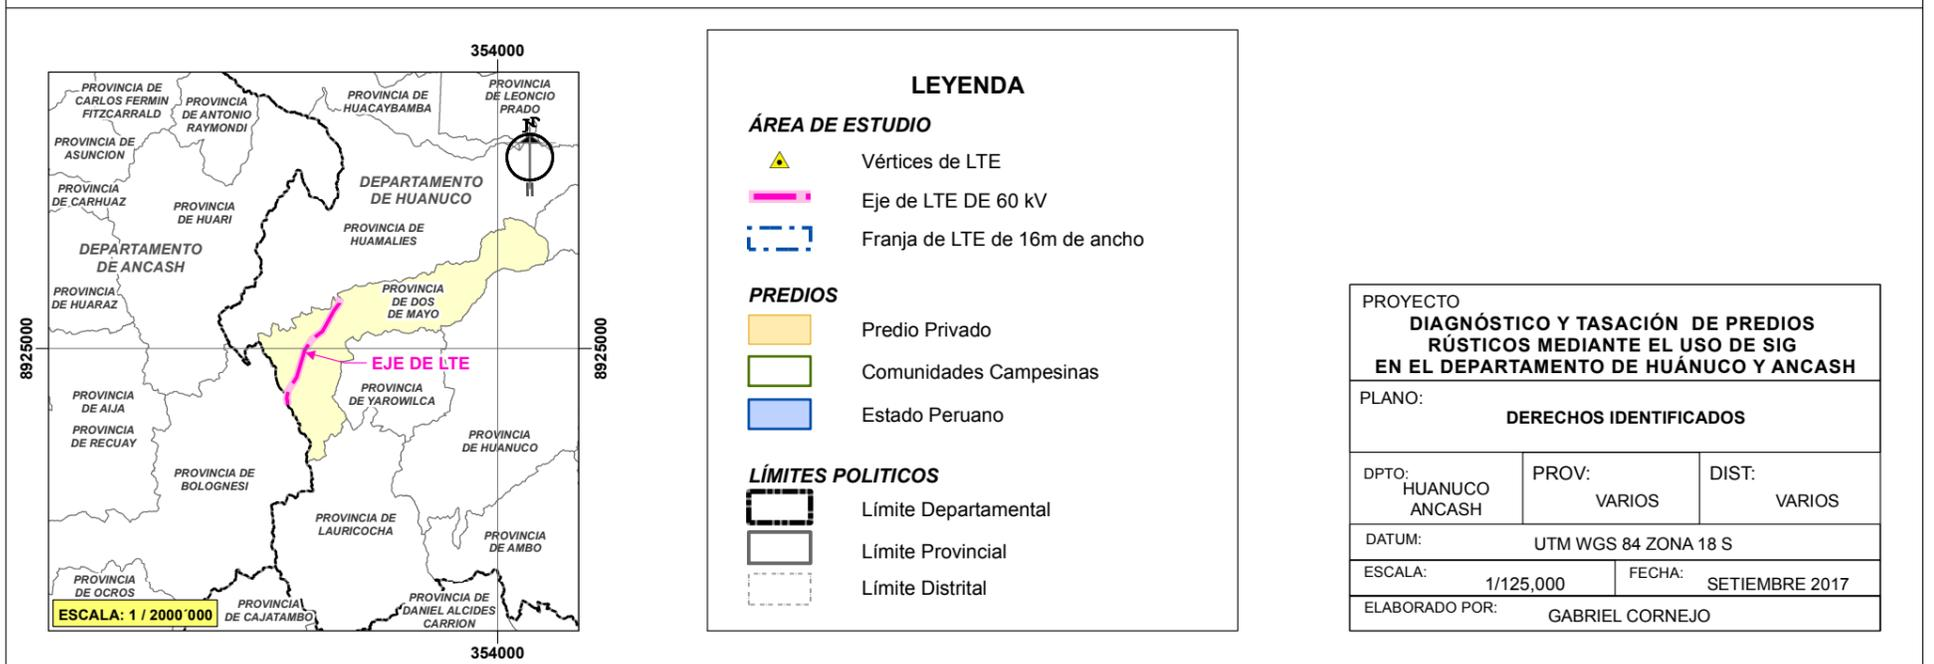 354000
PROVINCIA DE
CARLOS FERMIN
FITZCARRALD
PROVINCIA
DE ANTONIO
RAYMONDI
PROVINCIA DE
HUACAYBAMBA
PROVINCIA
DE LEONCIO
PRADO
PROVINCIA DE
ASUNCION
PROVINCIA
DE CARHUAZ
PROVINCIA
DE HUARI
DEPARTAMENTO
DE HUANUCO
PROVINCIA DE
HUAMALIES
DEPARTAMENTO
DE ANCASH
PROVINCIA
DE HUARAZ
PROVINCIA
DE DOS
DE MAYO
8925000
8925000
EJE DE LTE
PROVINCIA
DE YAROWILCA
PROVINCIA
DE AIJA
PROVINCIA
DE RECUAY
PROVINCIA
DE HUANUCO
PROVINCIA DE
BOLOGNESI
PROVINCIA DE
LAURICOCHA
PROVINCIA
DE AMBO
PROVINCIA
DE OCROS
ESCALA: 1 / 2000´000
PROVINCIA
DE CAJATAMBO
PROVINCIA DE
DANIEL ALCIDES
CARRION
354000
LEYENDA
ÁREA DE ESTUDIO
Vértices de LTE
Eje de LTE DE 60 kV
Franja de LTE de 16m de ancho
PREDIOS
Predio Privado
Comunidades Campesinas
Estado Peruano
LÍMITES POLITICOS
Límite Departamental
Límite Provincial
Límite Distrital
PROYECTO
DIAGNÓSTICO Y TASACIÓN DE PREDIOS
RÚSTICOS MEDIANTE EL USO DE SIG
EN EL DEPARTAMENTO DE HUÁNUCO Y ANCASH
PLANO:
DERECHOS IDENTIFICADOS
DPTO:
HUANUCO
ANCASH
PROV:
VARIOS
DIST:
VARIOS
DATUM:
UTM WGS 84 ZONA 18 S
ESCALA:
1/125,000
FECHA:
SETIEMBRE 2017
ELABORADO POR:
GABRIEL CORNEJO